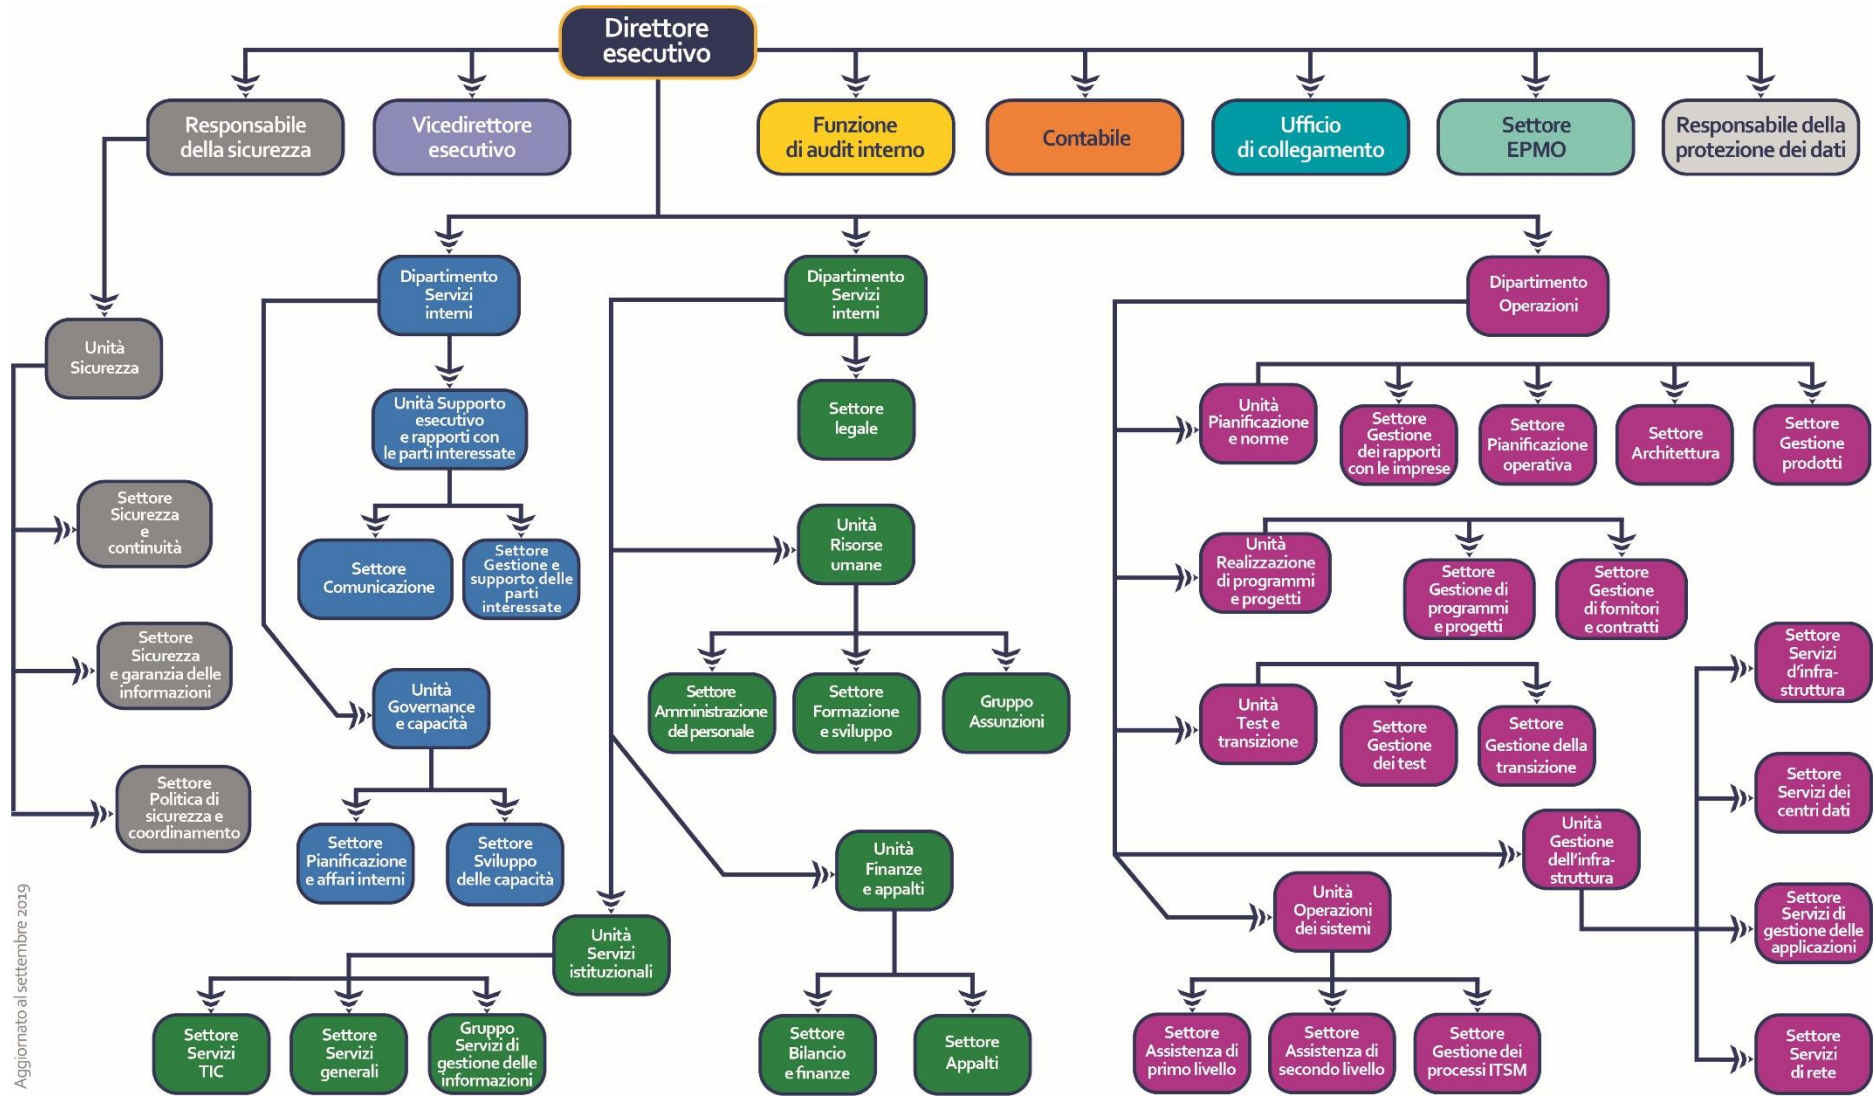 Direttore
esecutivo
Responsabile
della sicurezza
Vicedirettore
esecutivo
Funzione
di audit interno
Contabile
Ufficio
di collegamento
Settore
EPMO
Responsabile della
protezione dei dati
Dipartimento
Servizi
interni
Dipartimento
Servizi
interni
Dipartimento
Operazioni
Unità
Sicurezza
Settore
Sicurezza
e
continuità
Settore
Sicurezza
e garanzia delle
informazioni
Settore
Politica di
sicurezza e
coordinamento
Unità Supporto
esecutivo
e rapporti con
le parti interessate
Settore
Comunicazione
Settore
Gestione e
supporto delle
parti
interessate
Unità
Governance
e capacità
Settore
Pianificazione
e affari interni
Settore
Sviluppo
delle capacità
Settore
legale
Unità
Risorse
umane
Settore
Amministrazione
del personale
Settore
Formazione
e sviluppo
Gruppo
Assunzioni
Unità
Finanze
e appalti
Settore
Bilancio
e finanze
Settore
Appalti
Unità
Servizi
istituzionali
Settore
Servizi
TIC
Settore
Servizi
generali
Gruppo
Servizi di
gestione delle
informazioni
Unità
Pianificazione
e norme
Settore
Gestione
dei rapporti
con le imprese
Settore
Pianificazione
operativa
Settore
Architettura
Settore
Gestione
prodotti
Unità
Realizzazione
di programmi
e progetti
Settore
Gestione di
programmi
e progetti
Settore
Gestione
di fornitori
e contratti
Unità
Test e
transizione
Settore
Gestione
dei test
Settore
Gestione della
transizione
Unità
Gestione
dell'infra-
struttura
Settore
Servizi
d'infra-
struttura
Settore
Servizi dei
centri dati
Settore
Servizi di
gestione delle
applicazioni
Settore
Servizi
di rete
Unità
Operazioni
dei sistemi
Settore
Assistenza di
primo livello
Settore
Assistenza di
secondo livello
Settore
Gestione dei
processi ITSM
Aggiornato al settembre 2019